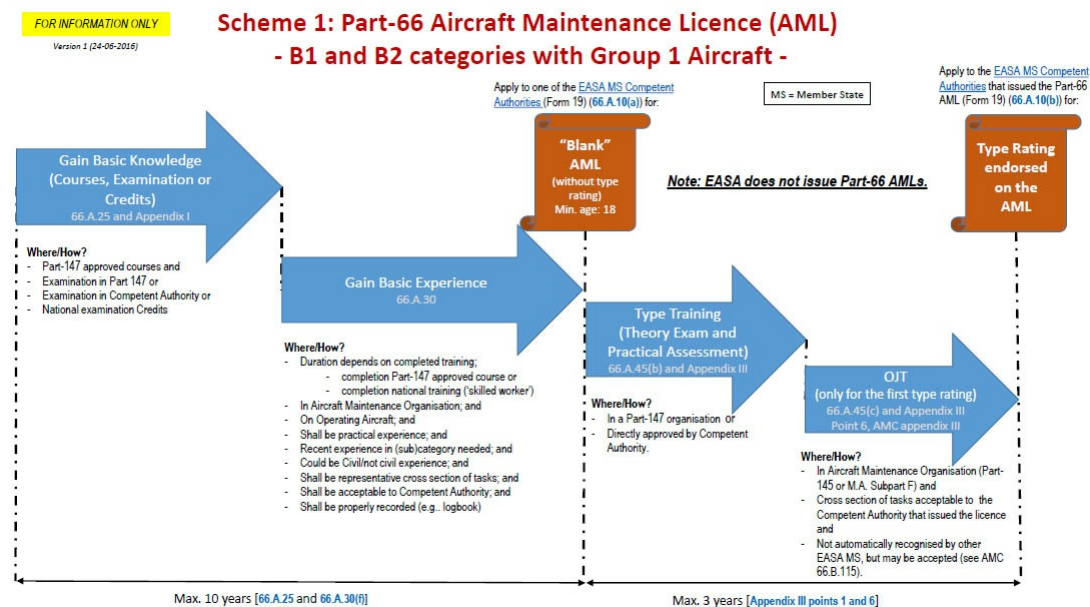 FOR INFORMATION ONLY
Version 1 (24-06-2016)
Scheme 1: Part-66 Aircraft Maintenance Licence (AML)
- B1 and B2 categories with Group 1 Aircraft -
Apply to one of the EASA MS Competent
Authorities (Form 19) (66.A.10(a)) for:
MS = Member State
Apply to the EASA MS Competent
Authorities that issued the Part-66
AML (Form 19) (66.A.10(b)) for:
Gain Basic Knowledge
(Courses, Examination or
Credits)
66.A.25 and Appendix I
"Blank"
AML
(without type
rating)
Min. age: 18
Note: EASA does not issue Part-66 AMLs.
Type Rating
endorsed
on the
AML
Where/How?
- Part-147 approved courses and
- Examination in Part 147 or
- Examination in Competent Authority or
- National examination Credits
Gain Basic Experience
66.A.30
Where/How?
- Duration depends on completed training;
- completion Part-147 approved course or
- completion national training ('skilled worker')
- In Aircraft Maintenance Organisation; and
- On Operating Aircraft; and
- Shall be practical experience; and
- Recent experience in (sub)category needed; and
- Could be Civil/not civil experience; and
- Shall be representative cross section of tasks; and
- Shall be acceptable to Competent Authority; and
- Shall be properly recorded (e.g.. logbook)
Type Training
(Theory Exam and
Practical Assessment)
66.A.45(b) and Appendix III
Where/How?
- In a Part-147 organisation or
- Directly approved by Competent
Authority.
OJT
(only for the first type rating)
66.A.45(c) and Appendix III
Point 6, AMC appendix III
Where/How?
- In Aircraft Maintenance Organisation (Part-
145 or M.A. Subpart F) and
- Cross section of tasks acceptable to the
Competent Authority that issued the licence
and
- Not automatically recognised by other
EASA MS, but may be accepted (see AMC
66.B.115).
Max. 10 years [66.A.25 and 66.A.30(f)]
Max. 3 years [Appendix III points 1 and 6]